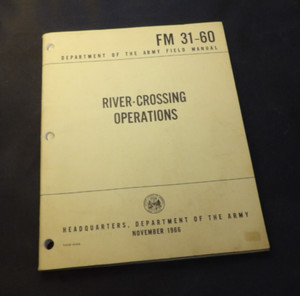 FM 31-60
DEPARTMENT OF THE ARMY FIELD MANUAL
RIVER-CROSSING
OPERATIONS
HEADQUARTERS, DEPARTMENT OF THE ARMY
NOVEMBER 1966